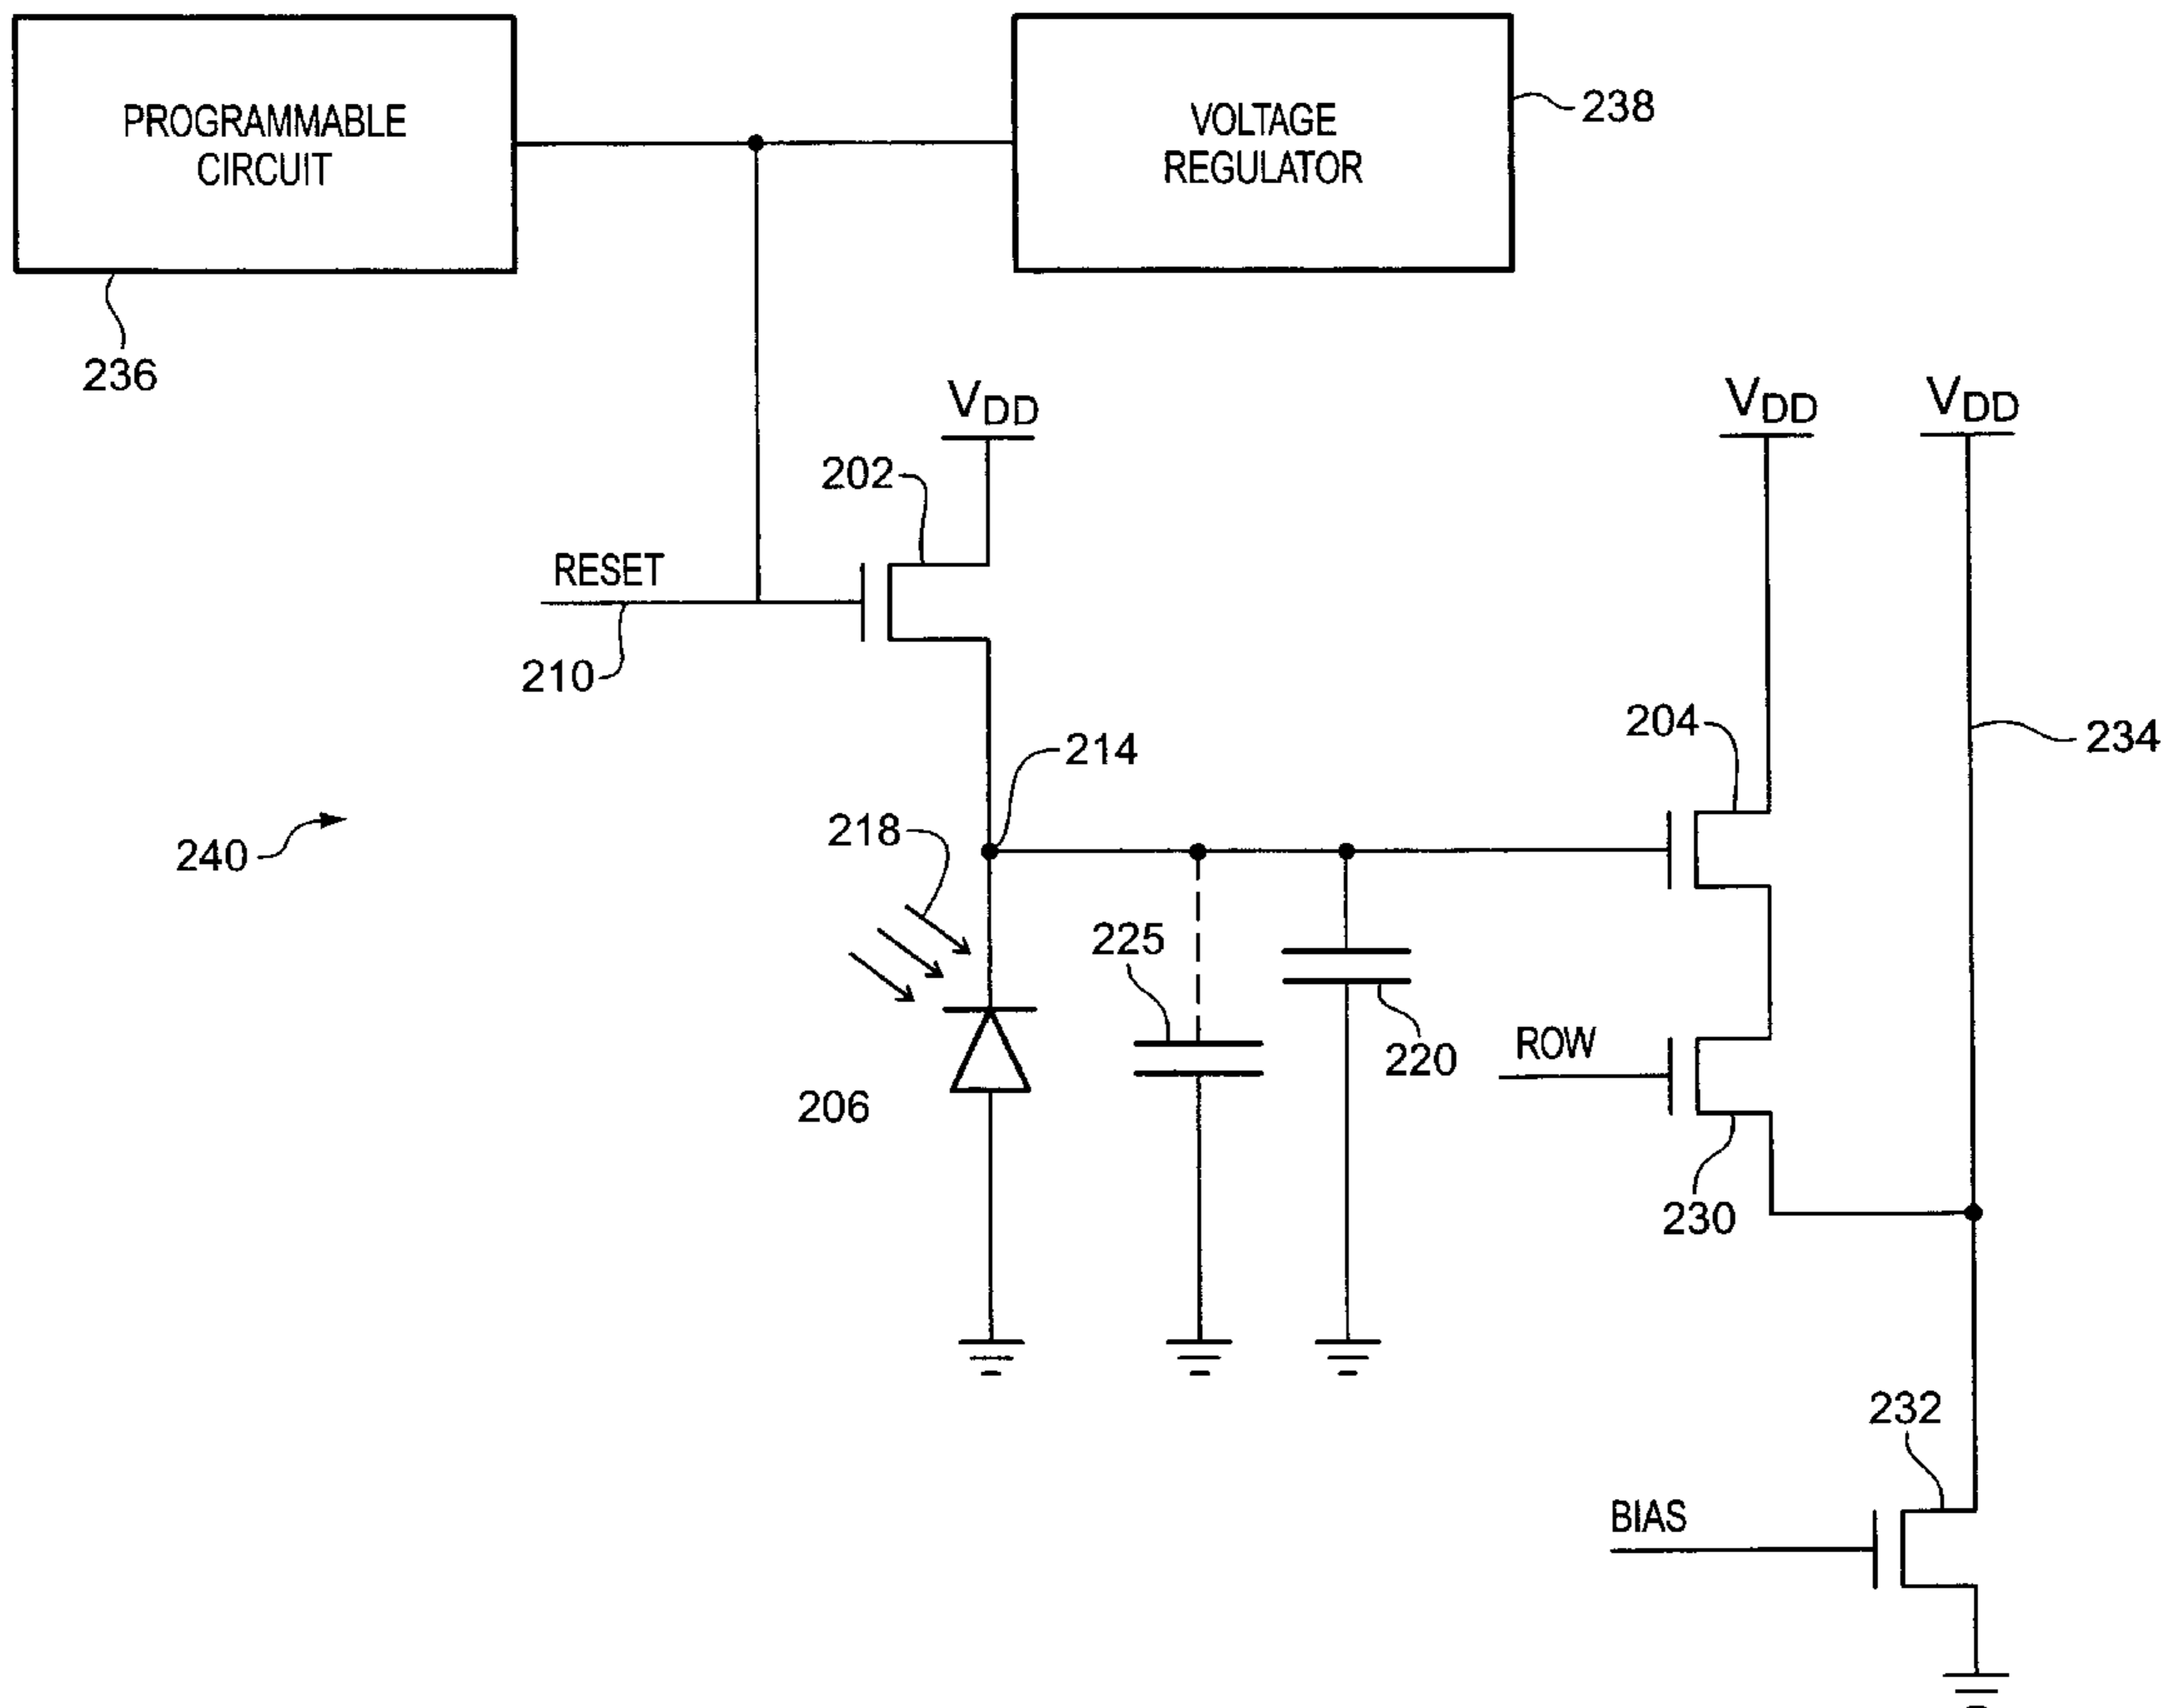 PROGRAMMABLE
CIRCUIT
VOLTAGE
REGULATOR
238
236
VDD
VDD
VDD
202
RESET
210
204
234
214
218
240
225
ROW
220
206
230
232
BIAS